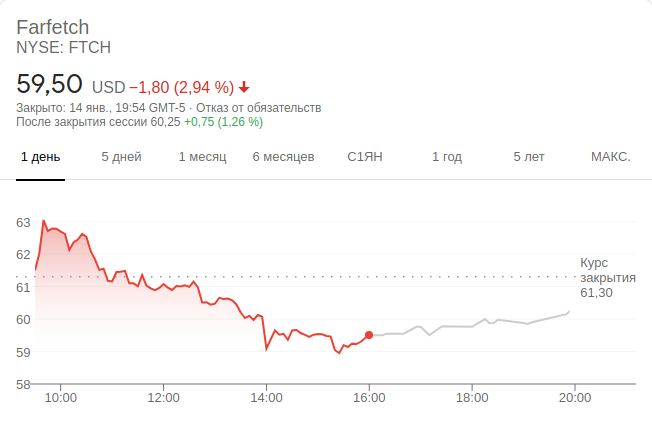 Farfetch
NYSE: FTCH
59,50 USD −1,80 (2,94 %)
Закрыто: 14 янв., 19:54 GMT-5 · Отказ от обязательств
После закрытия сессии 60,25 +0,75 (1,26 %)
1 день 5 дней 1 месяц 6 месяцев С1ЯН 1 год 5 лет МАКС.
63
62
Курс
закрытия
61,30
61
60
59
58
10:00 12:00 14:00 16:00 18:00 20:00